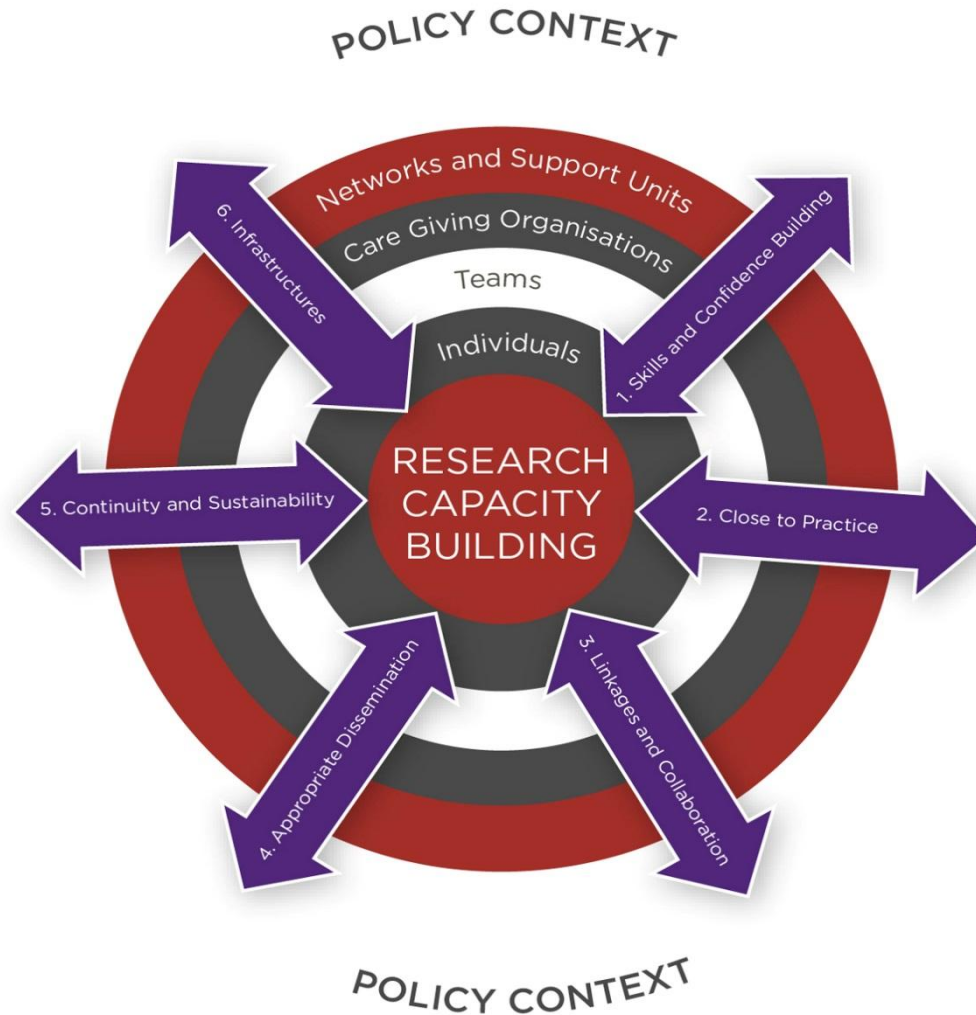 POLICY CONTEXT
Networks and Support Units
Care Giving Organisations
Teams
Individuals
RESEARCH
CAPACITY
BUILDING
1. Skills and Confidence Building
2. Close to Practice
3. Linkages and Collaboration
4. Appropriate Dissemination
5. Continuity and Sustainability
6. Infrastructures
POLICY CONTEXT